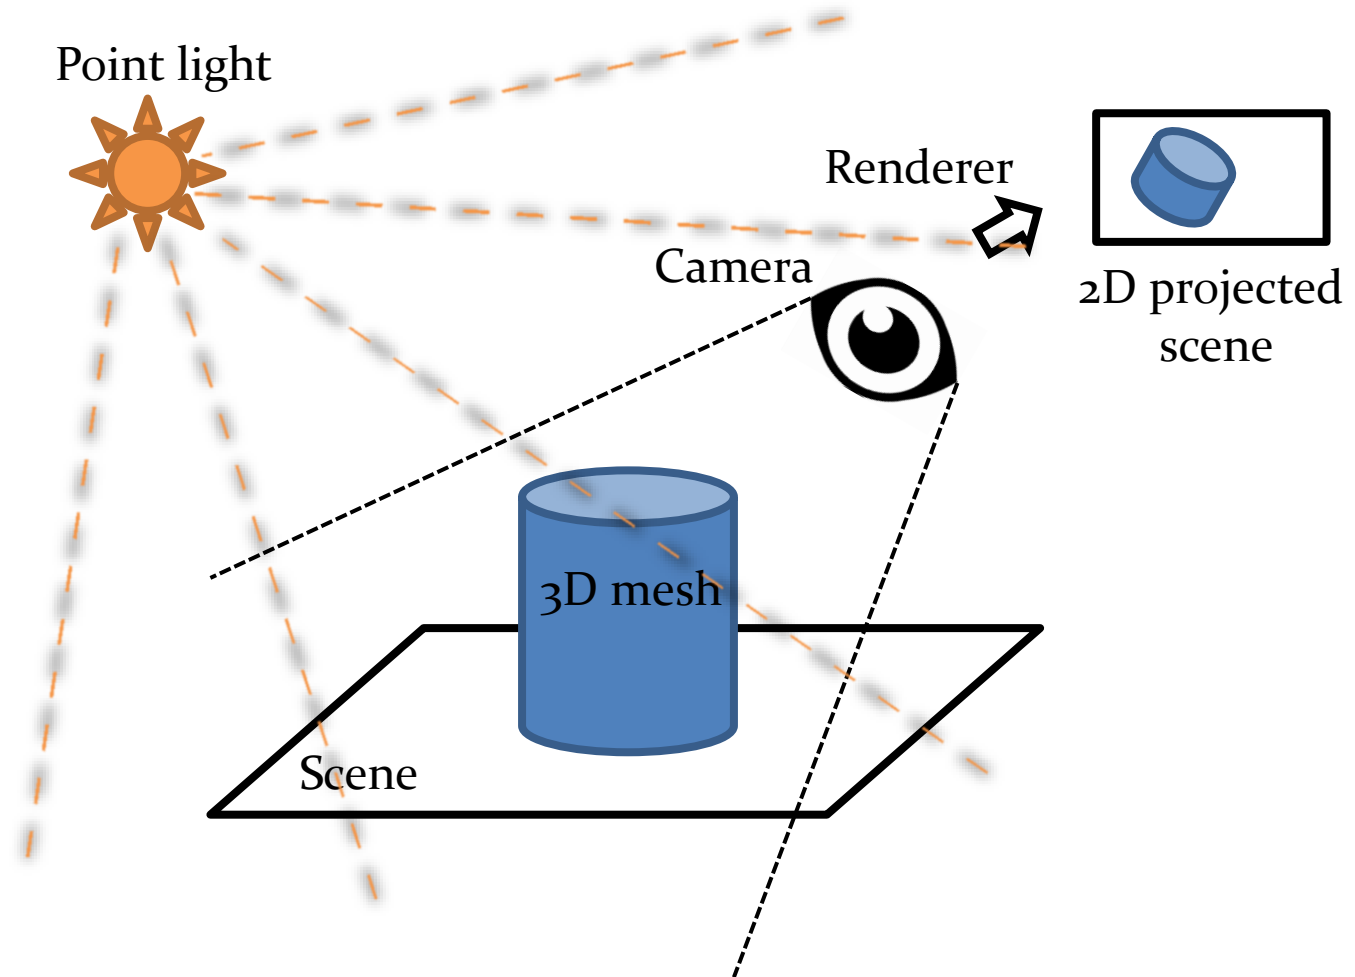 Point light
Renderer
Camera
2D projected
scene
3D mesh
Scene